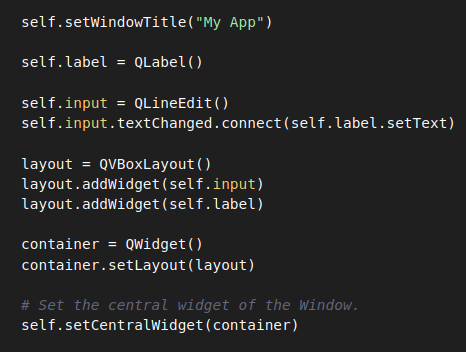 self.setWindowTitle("My App")
self.label = QLabel()
self.input = QLineEdit()
self.input.textChanged.connect(self.label.setText)
layout = QVBoxLayout()
layout.addWidget(self.input)
layout.addWidget(self.label)
container = QWidget()
container.setLayout(layout)
# Set the central widget of the Window.
self.setCentralWidget(container)